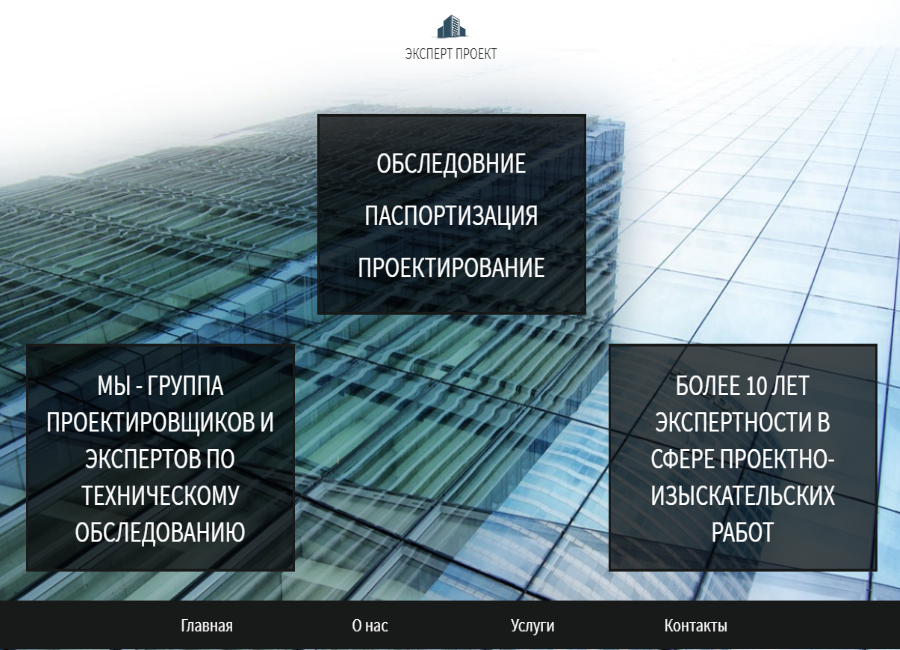 ЭКСПЕРТ ПРОЕКТ
ОБСЛЕДОВНИЕ
ПАСПОРТИЗАЦИЯ
ПРОЕКТИРОВАНИЕ
МЫ - ГРУППА
ПРОЕКТИРОВЩИКОВ И
ЭКСПЕРТОВ ПО
ТЕХНИЧЕСКОМУ
ОБСЛЕДОВАНИЮ
БОЛЕЕ 10 ЛЕТ
ЭКСПЕРТНОСТИ В
СФЕРЕ ПРОЕКТНО-
ИЗЫСКАТЕЛЬСКИХ
РАБОТ
Главная О нас Услуги Контакты